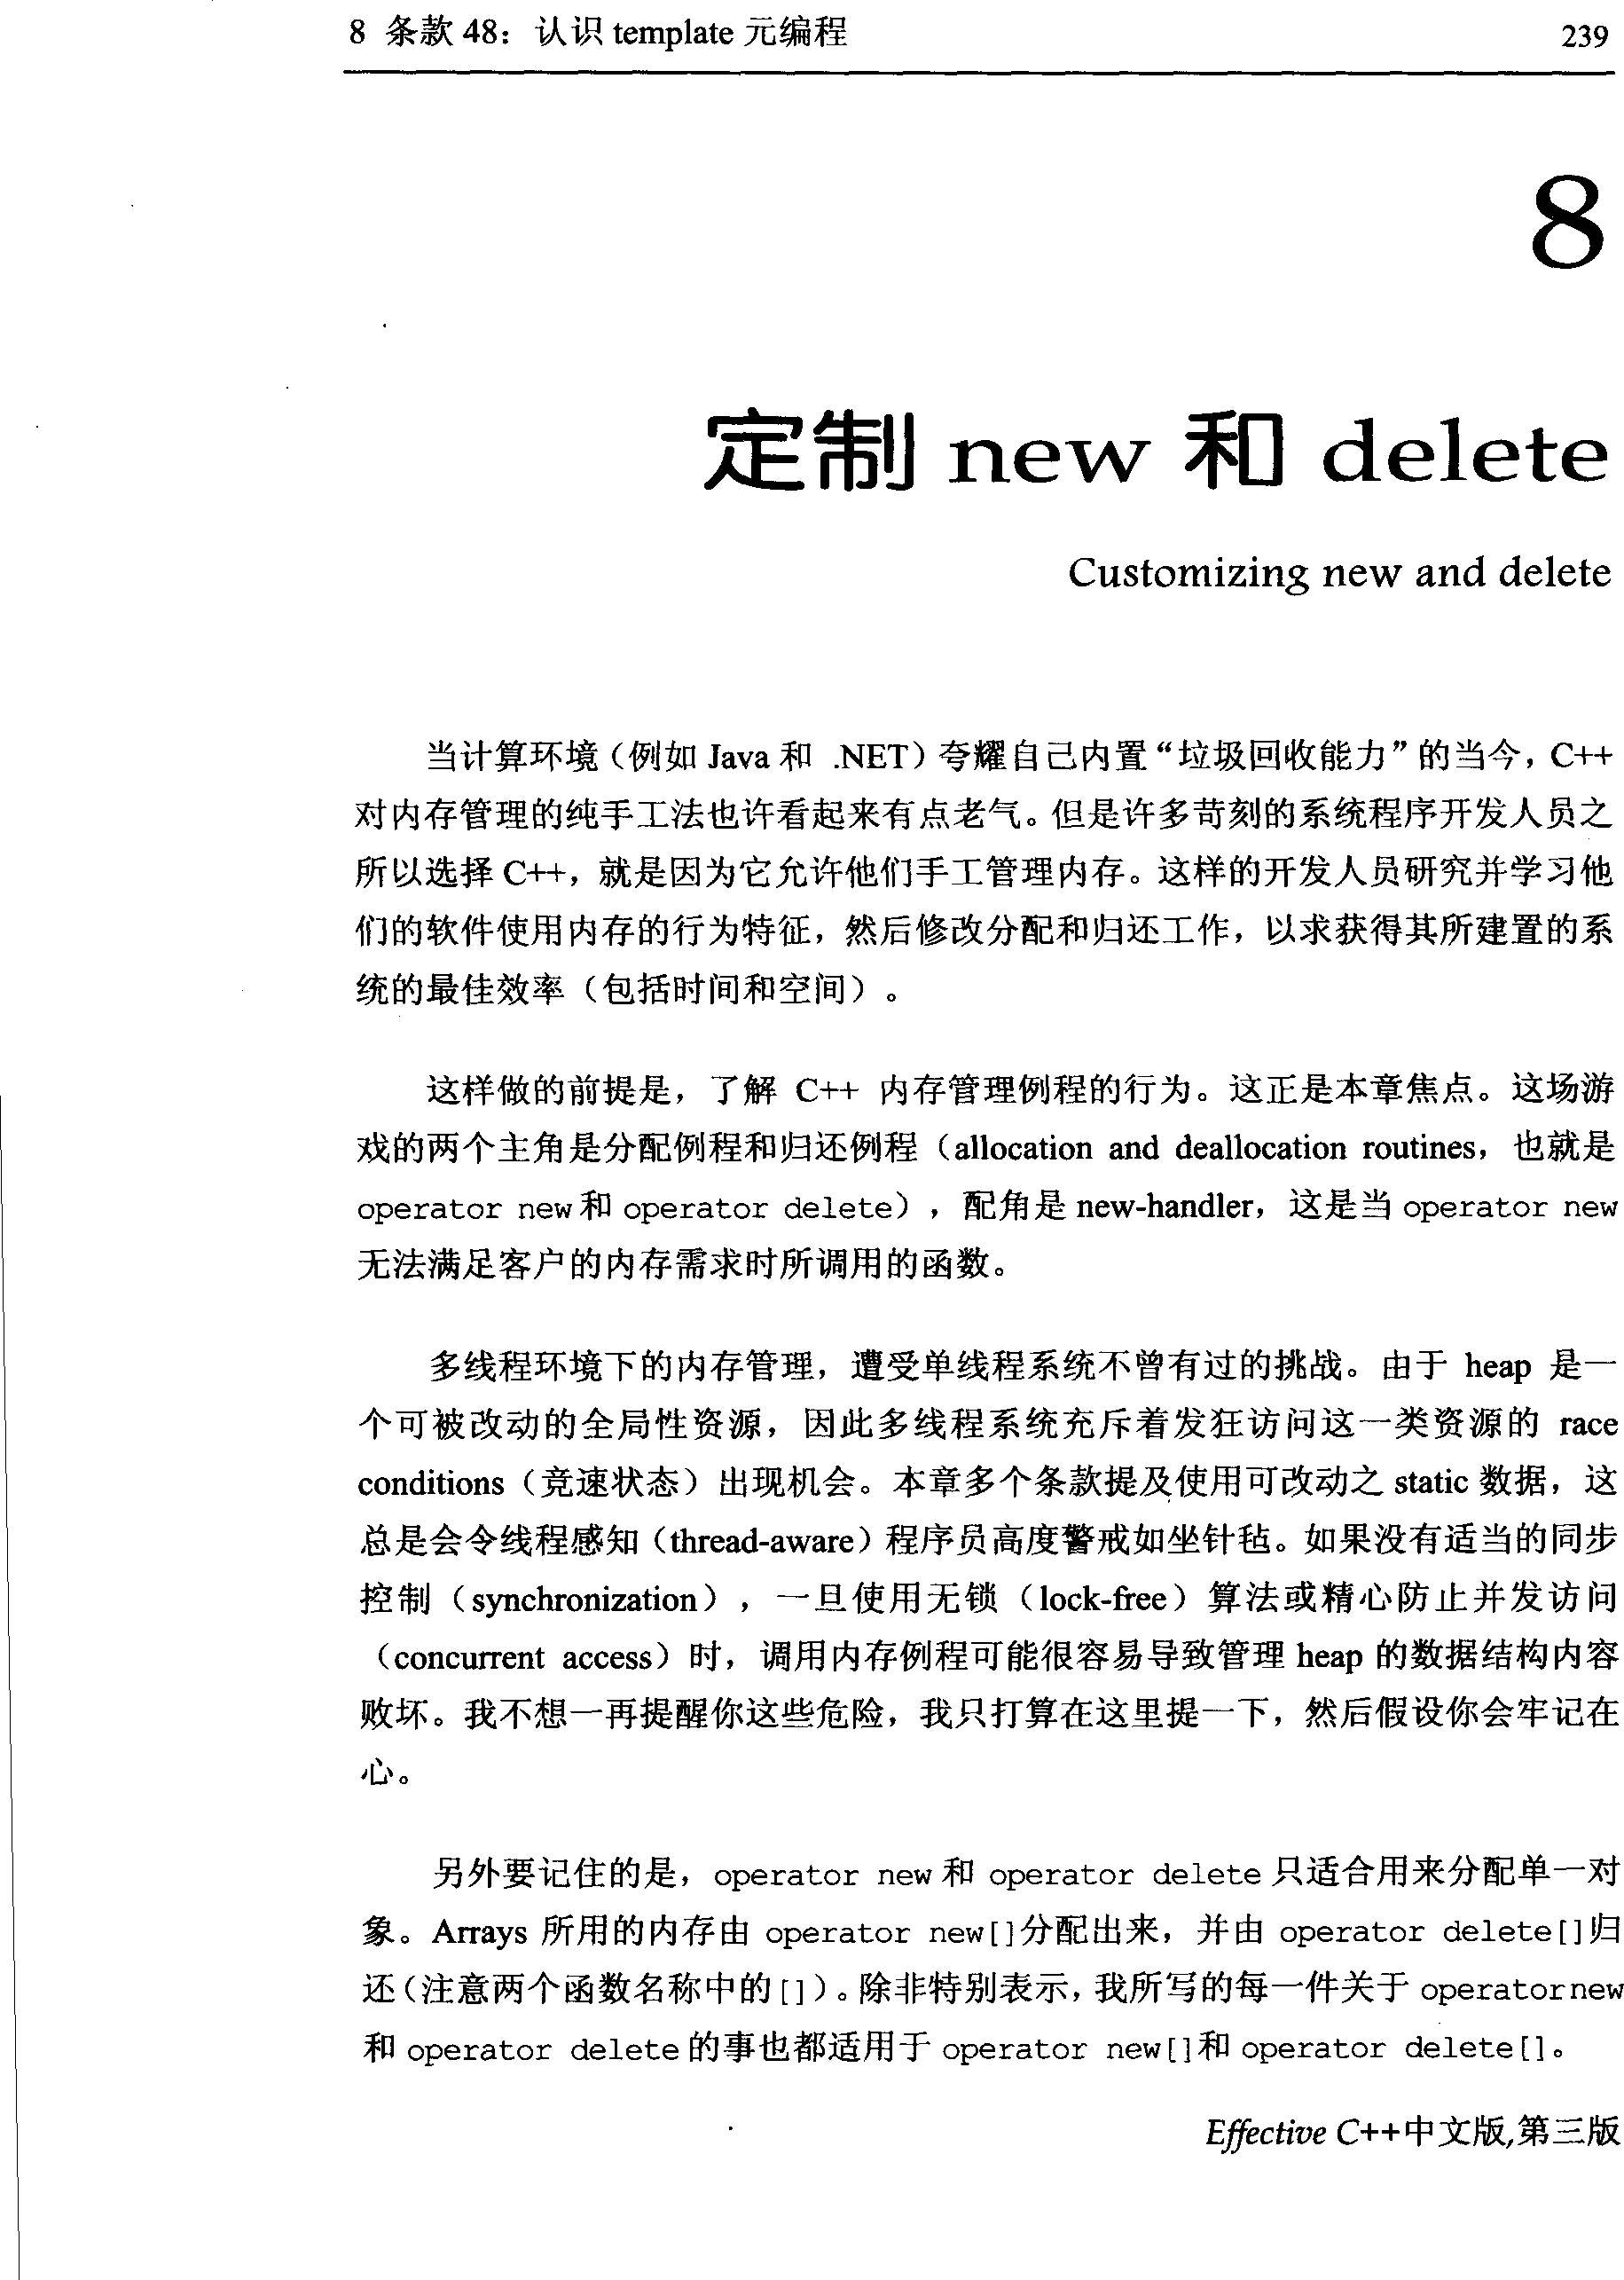 8 条款 48：认识 template 元编程 239
8
定制 new 和 delete
Customizing new and delete
当计算环境（例如 Java 和 .NET）夸耀自己内置“垃圾回收能力”的当今，C++
对内存管理的纯手工法也许看起来有点老气。但是许多苛刻的系统程序开发人员之
所以选择 C++，就是因为它允许他们手工管理内存。这样的开发人员研究并学习他
们的软件使用内存的行为特征，然后修改分配和归还工作，以求获得其所建置的系
统的最佳效率（包括时间和空间）。
这样做的前提是，了解 C++ 内存管理例程的行为。这正是本章焦点。这场游
戏的两个主角是分配例程和归还例程（allocation and deallocation routines，也就是
operator new 和 operator delete），配角是 new-handler，这是当 operator new
无法满足客户的内存需求时所调用的函数。
多线程环境下的内存管理，遭受单线程系统不曾有过的挑战。由于 heap 是一
个可被改动的全局性资源，因此多线程系统充斥着发狂访问这一类资源的 race
conditions（竞速状态）出现机会。本章多个条款提及使用可改动之 static 数据，这
总是会令线程感知（thread-aware）程序员高度警戒如坐针毡。如果没有适当的同步
控制（synchronization），一旦使用无锁（lock-free）算法或精心防止并发访问
（concurrent access）时，调用内存例程可能很容易导致管理 heap 的数据结构内容
败坏。我不想一再提醒你这些危险，我只打算在这里提一下，然后假设你会牢记在
心。
另外要记住的是，operator new 和 operator delete 只适合用来分配单一对
象。Arrays 所用的内存由 operator new[]分配出来，并由 operator delete[]归
还（注意两个函数名称中的[]）。除非特别表示，我所写的每一件关于 operator new
和 operator delete 的事也都适用于 operator new[]和 operator delete[]。
Effective C++中文版,第三版